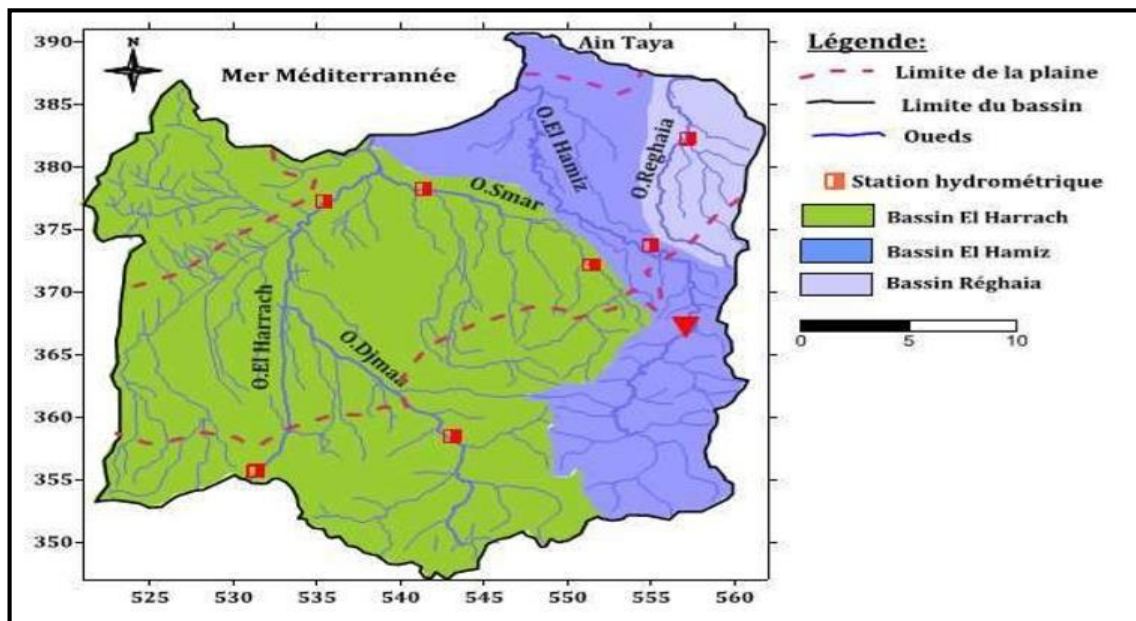 390
385
380
375
370
365
360
355
350
525
530
535
540
545
550
555
560
N
Mer Méditerrannée
Ain Taya
O.El Hamiz
O.Reghaia
O.Smar
O.El Harrach
O.Djmaa
Légende:
Limite de la plaine
Limite du bassin
Oueds
Station hydrométrique
Bassin El Harrach
Bassin El Hamiz
Bassin Réghaia
0 5 10